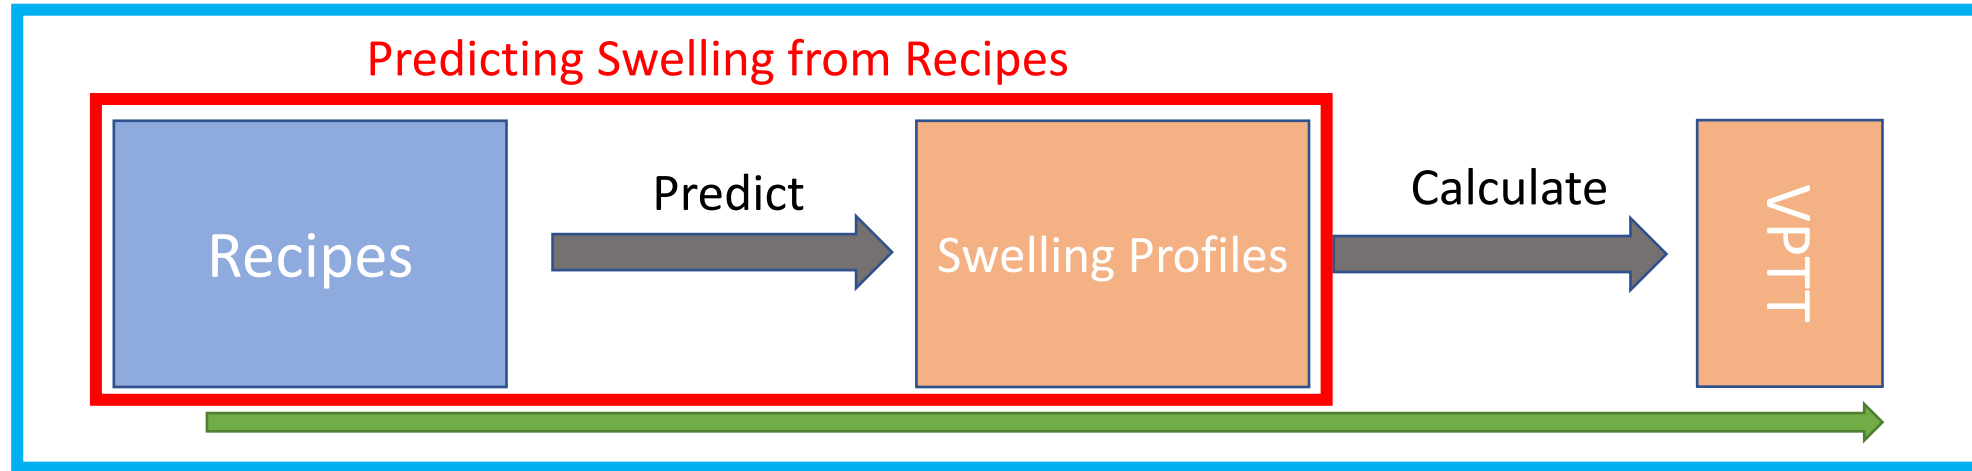 Predicting Swelling from Recipes
Recipes
Predict
Swelling Profiles
Calculate
VPTT